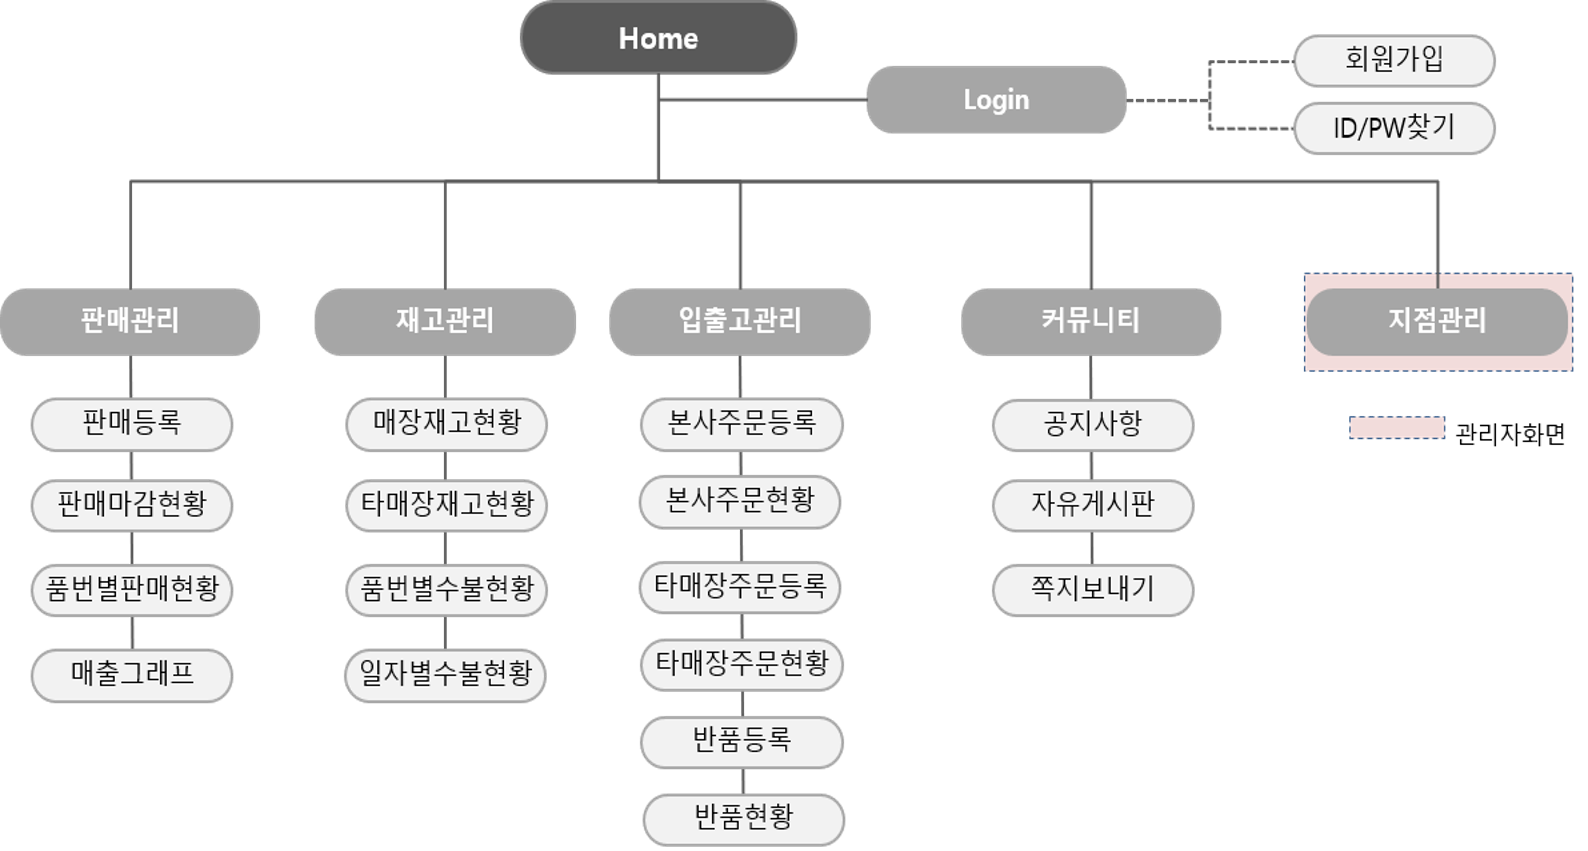 Home
Login
회원가입
ID/PW찾기
판매관리
재고관리
입출고관리
커뮤니티
지점관리
판매등록
판매마감현황
품번별판매현황
매출그래프
매장재고현황
타매장재고현황
품번별수불현황
일자별수불현황
본사주문등록
본사주문현황
타매장주문등록
타매장주문현황
반품등록
반품현황
공지사항
자유게시판
쪽지보내기
관리자화면